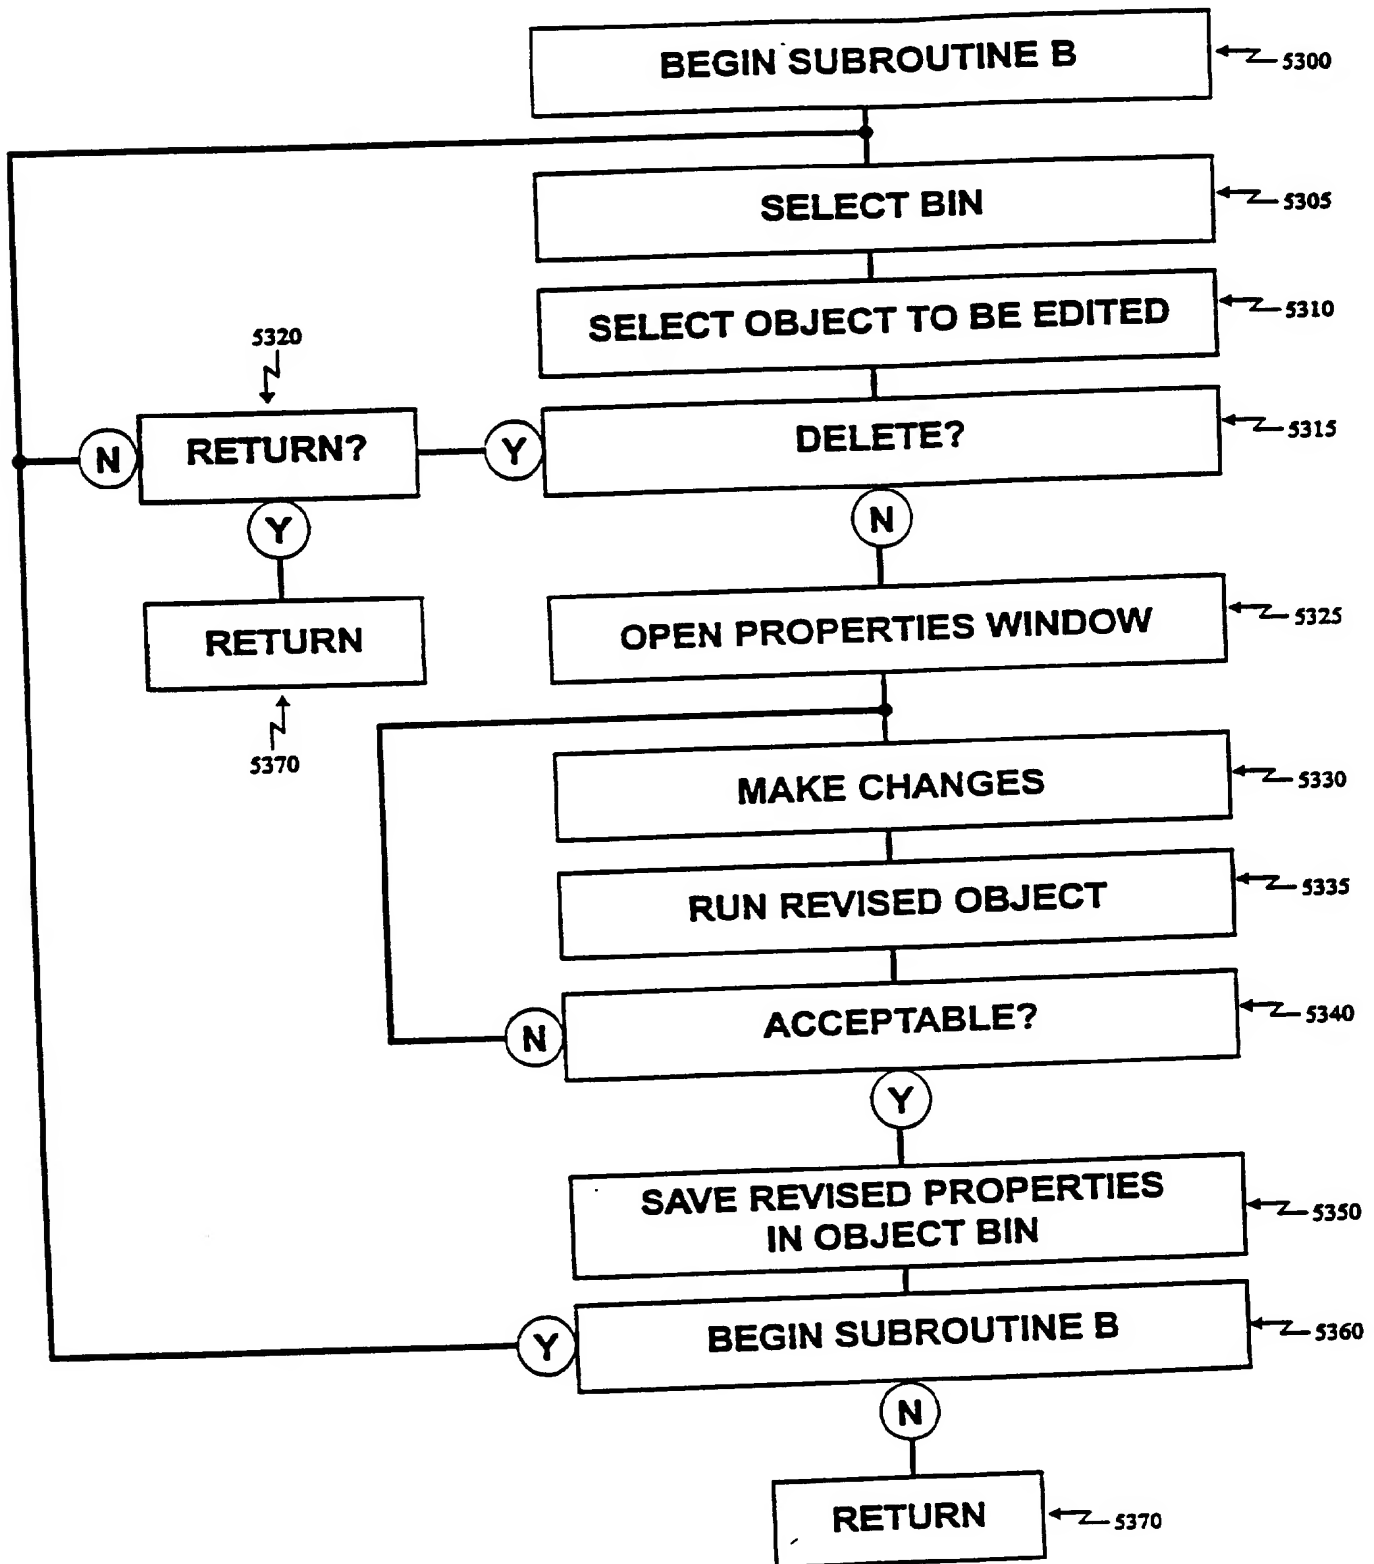 BEGIN SUBROUTINE B
5300
SELECT BIN
5305
SELECT OBJECT TO BE EDITED
5310
5320
N
RETURN?
Y
DELETE?
5315
Y
N
RETURN
OPEN PROPERTIES WINDOW
5325
5370
MAKE CHANGES
5330
RUN REVISED OBJECT
5335
N
ACCEPTABLE?
5340
Y
SAVE REVISED PROPERTIES
IN OBJECT BIN
5350
Y
BEGIN SUBROUTINE B
5360
N
RETURN
5370